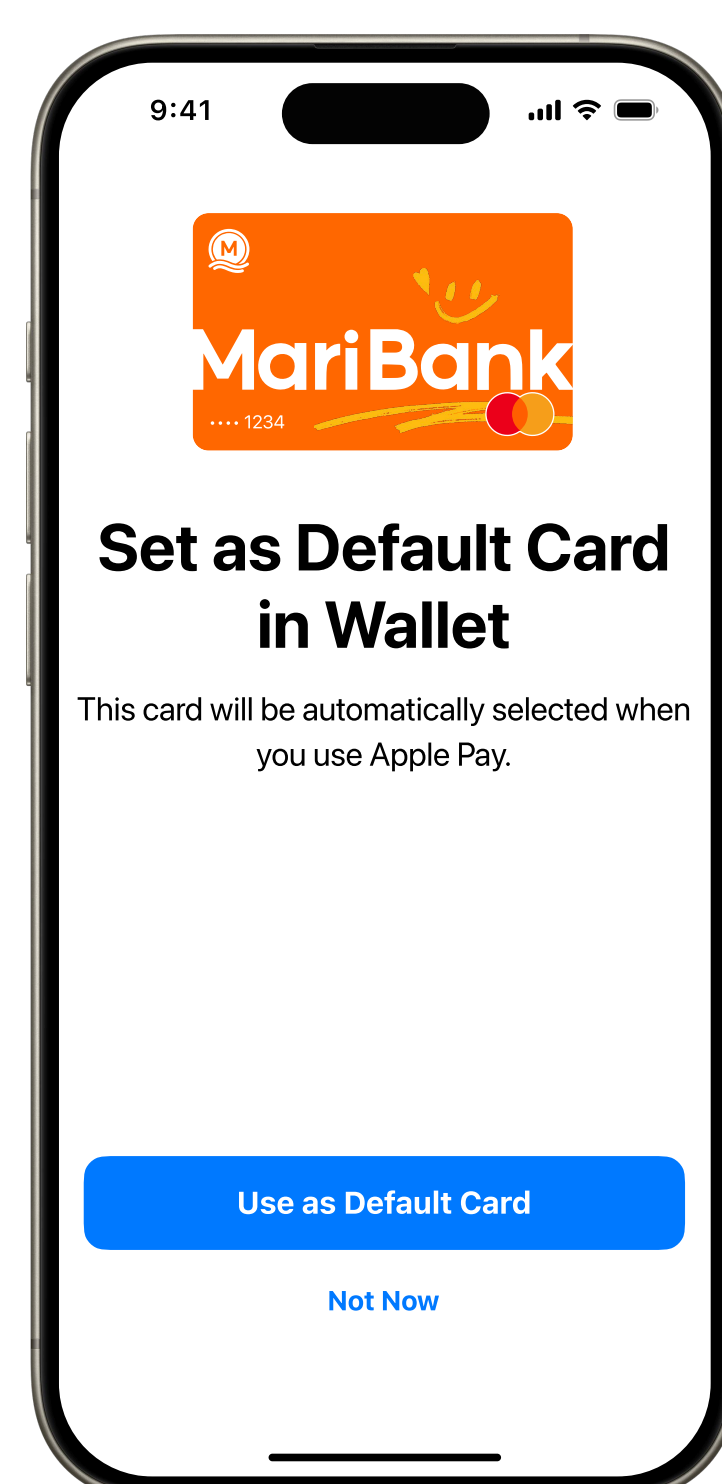 9:41
M
MariBank
•••• 1234
Set as Default Card
in Wallet
This card will be automatically selected when
you use Apple Pay.
Use as Default Card
Not Now